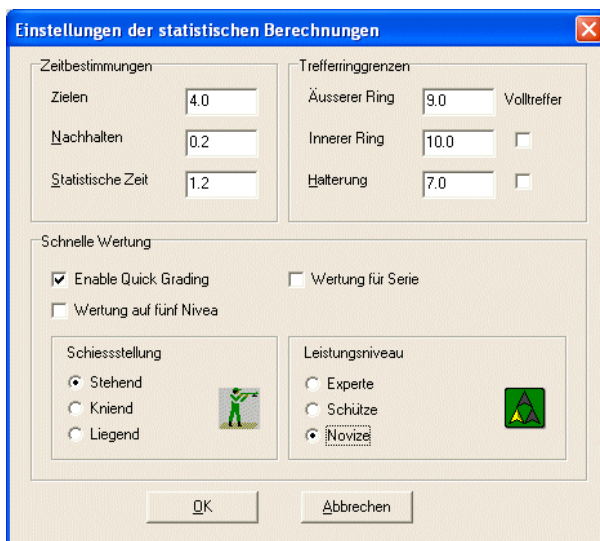 Einstellungen der statistischen Berechnungen
Zeitbestimmungen
Zielen 4.0
Nachhalten 0.2
Statistische Zeit 1.2
Trefferringgrenzen
Äusserer Ring 9.0 Volltreffer
Innerer Ring 10.0
Halterung 7.0
Schnelle Wertung
Enable Quick Grading
Wertung für Serie
Wertung auf fünf Nivea
Schiessstellung
Stehend
Kniend
Liegend
Leistungsniveau
Experte
Schütze
Novize
OK
Abbrechen